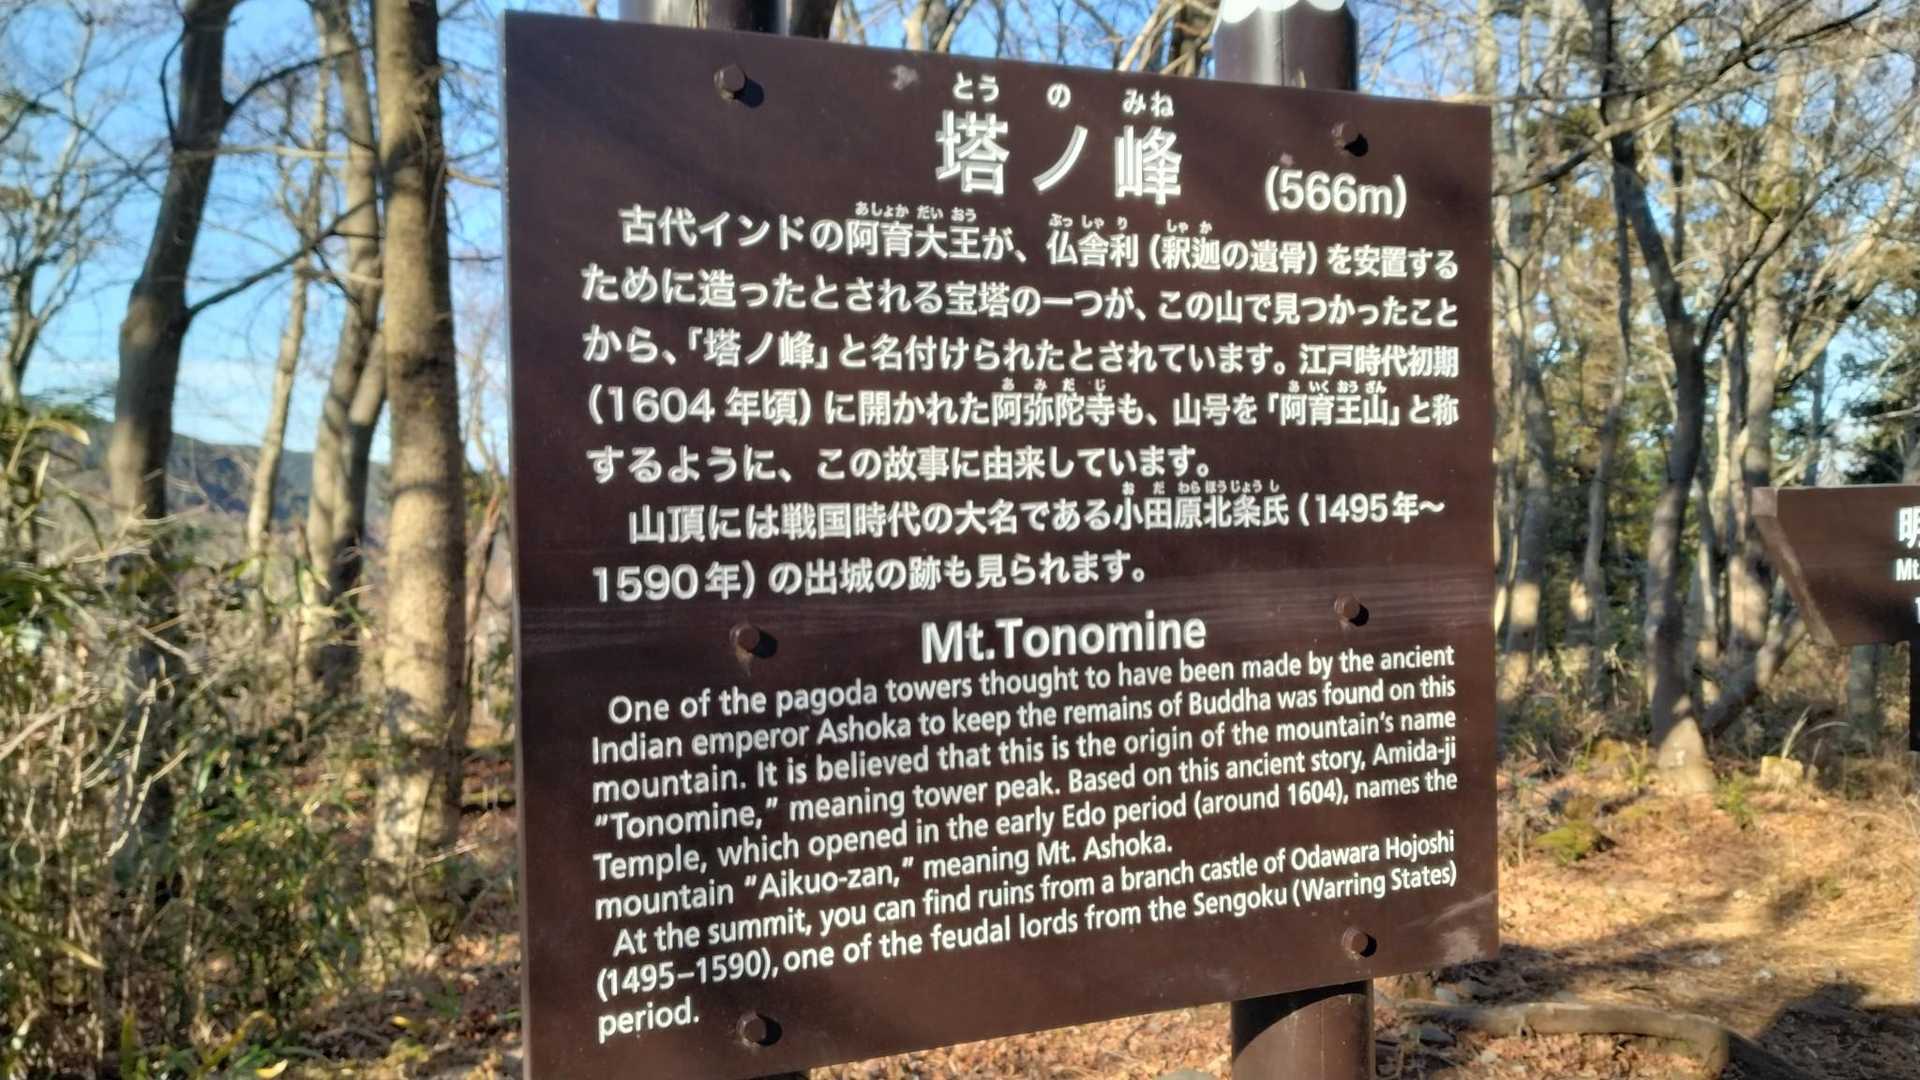 とう の みね
塔ノ峰 (566m)
あしょか だい おう ぶっ しゃ り しゃ か
古代インドの阿育大王が、仏舎利(釈迦の遺骨)を安置する
ために造ったとされる宝塔の一つが、この山で見つかったこと
から、「塔ノ峰」と名付けられたとされています。江戸時代初期
あ み だ じ あ いく おう ざん
(1604年頃)に開かれた阿弥陀寺も、山号を「阿育王山」と称
するように、この故事に由来しています。
お だ わら ほうじょう し
山頂には戦国時代の大名である小田原北条氏(1495年〜
1590年)の出城の跡も見られます。
Mt.Tonomine
One of the pagoda towers thought to have been made by the ancient
Indian emperor Ashoka to keep the remains of Buddha was found on this
mountain. It is believed that this is the origin of the mountain's name
"Tonomine," meaning tower peak. Based on this ancient story, Amida-ji
Temple, which opened in the early Edo period (around 1604), names the
mountain "Aikuo-zan," meaning Mt. Ashoka.
At the summit, you can find ruins from a branch castle of Odawara Hojoshi
(1495–1590), one of the feudal lords from the Sengoku (Warring States)
period.
明
Mt.